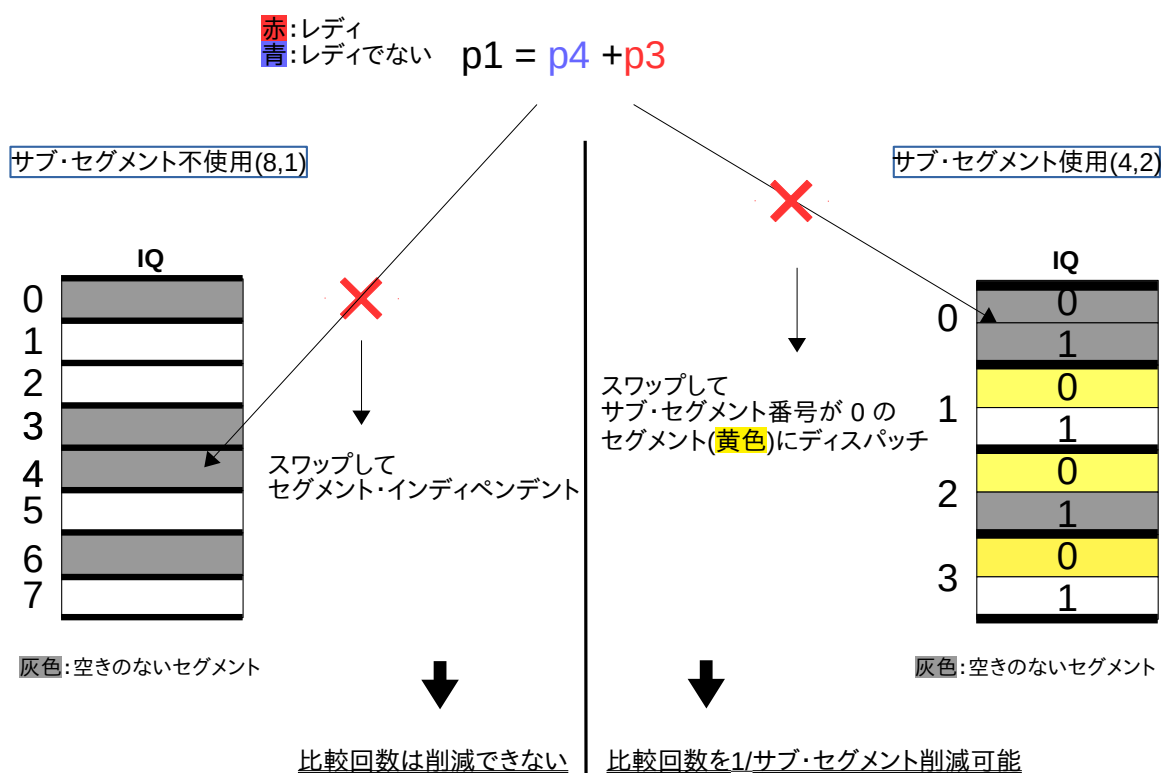 赤:レディ
青:レディでない
p1 = p4 +p3
サブ・セグメント不使用(8,1)
サブ・セグメント使用(4,2)
IQ
0
1
2
3
4
5
6
7
スワップして
セグメント・インディペンデント
灰色:空きのないセグメント
比較回数は削減できない
スワップして
サブ・セグメント番号が 0 の
セグメント(黄色)にディスパッチ
IQ
0
0
1
1
0
1
2
0
1
3
0
1
灰色:空きのないセグメント
比較回数を1/サブ・セグメント削減可能